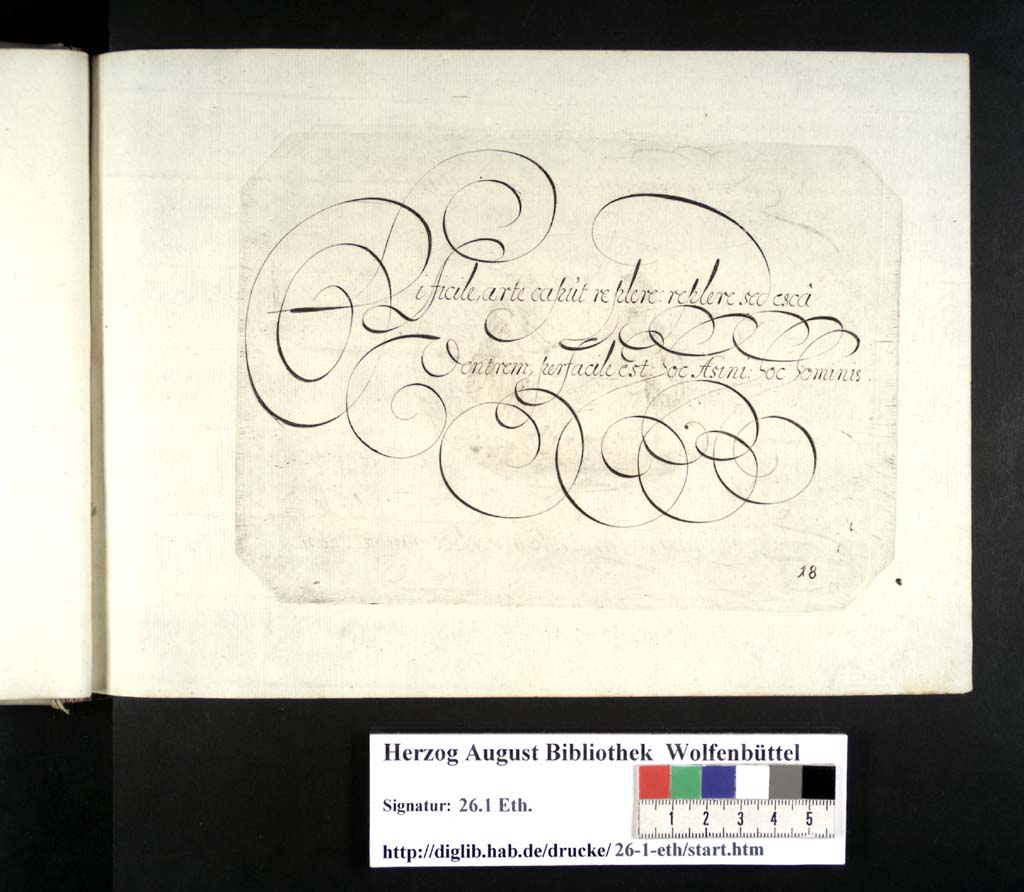 Difficile, arte caput replere: replere sed escâ
Ventrem, perfacile est: hoc Asini: hoc hominis.
18
Herzog August Bibliothek Wolfenbüttel
Signatur: 26.1 Eth.
1 2 3 4 5
http://diglib.hab.de/drucke/ 26-1-eth/start.htm